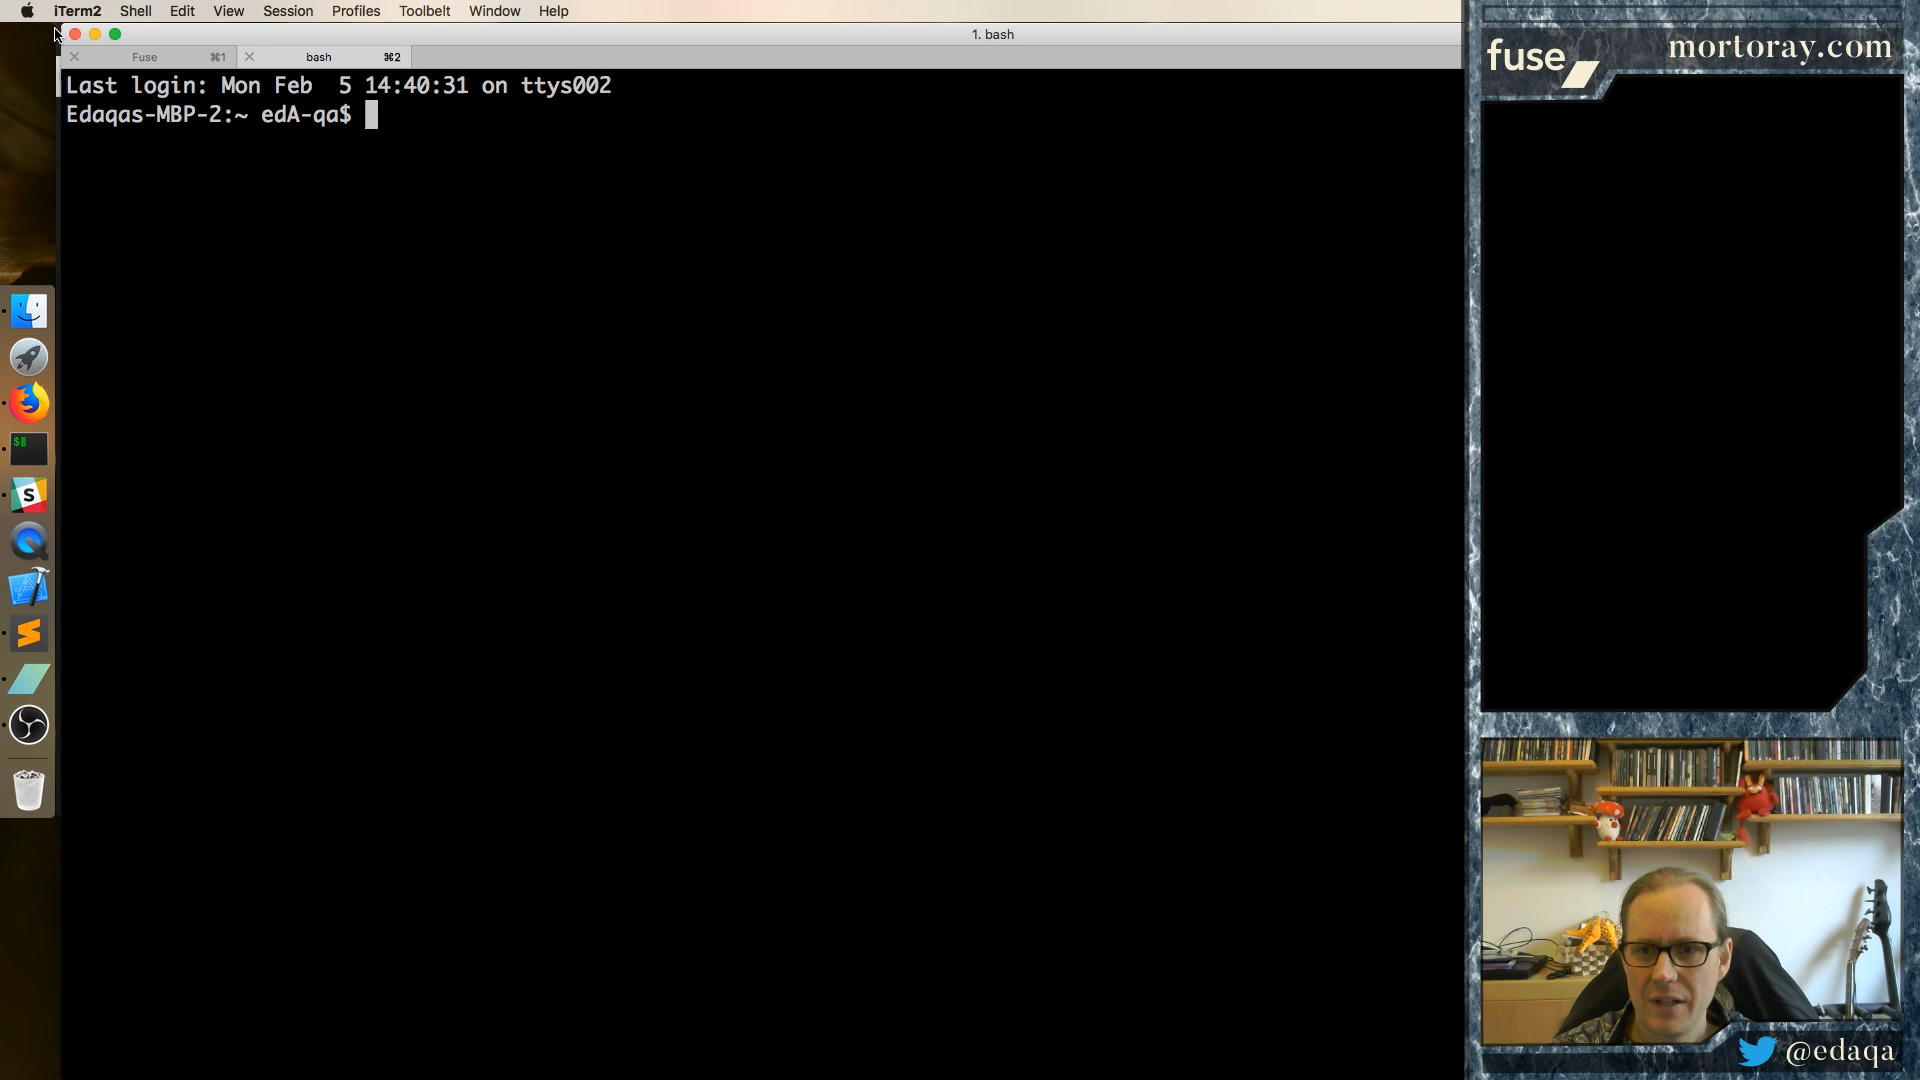 iTerm2 Shell Edit View Session Profiles Toolbelt Window Help
1. bash
Fuse ⌘1 bash ⌘2
Last login: Mon Feb  5 14:40:31 on ttys002
Edaqas-MBP-2:~ edA-qa$
$
S
fuse
mortoray.com
@edaqa